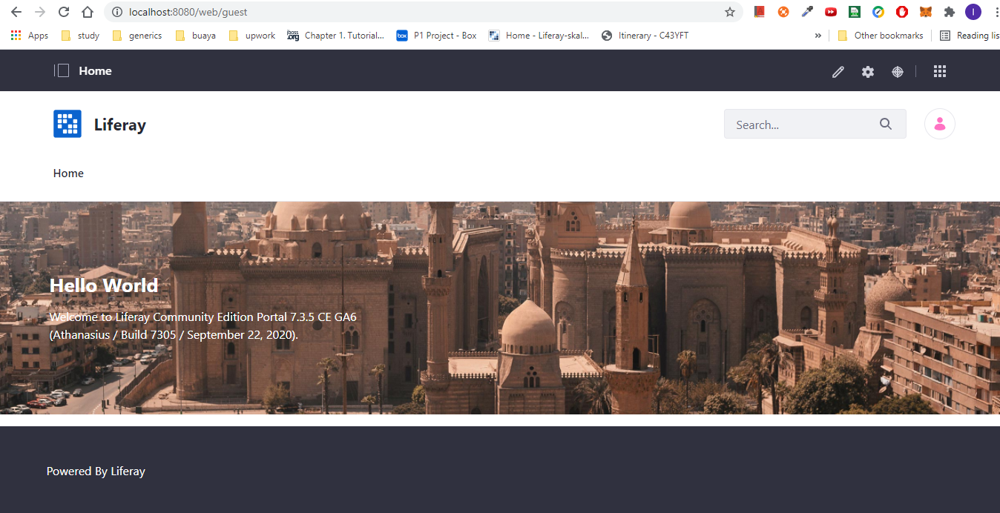 localhost:8080/web/guest
Apps study generics buaya upwork Chapter 1. Tutorial... P1 Project - Box Home - Liferay-skal... Itinerary - C43YFT » Other bookmarks Reading lis
Home
Liferay
Search...
Home
Hello World
Welcome to Liferay Community Edition Portal 7.3.5 CE GA6
(Athanasius / Build 7305 / September 22, 2020).
Powered By Liferay